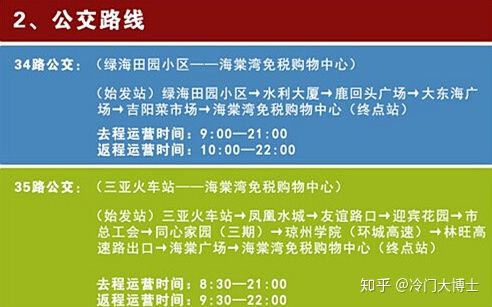 2、公交路线
34路公交：（绿海田园小区——海棠湾免税购物中心）
（始发站）绿海田园小区→水利大厦→鹿回头广场→大东海广
场→吉阳菜市场→海棠湾免税购物中心（终点站）
去程运营时间：9:00—21:00
返程运营时间：10:00—22:00
35路公交：（三亚火车站——海棠湾免税购物中心）
（始发站）三亚火车站→凤凰水城→友谊路口→迎宾花园→市
总工会→同心家园（三期）→琼州学院（环城高速）→林旺高
速路出口→海棠广场→海棠湾免税购物中心（终点站）
去程运营时间：8:30—21:00
返程运营时间：9:30—22:00
知乎 @冷门大博士